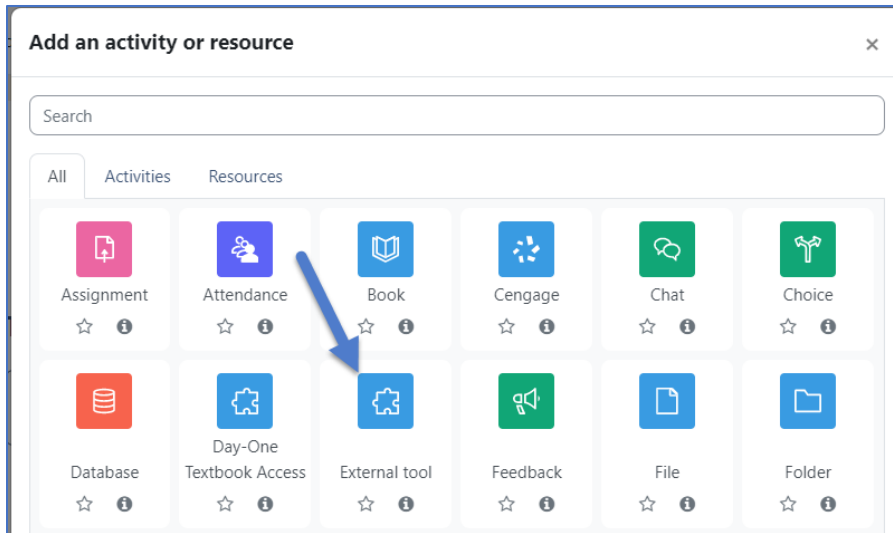 Add an activity or resource
Search
All Activities Resources
Assignment Attendance Book Cengage Chat Choice
Day-One
Database Textbook Access External tool Feedback File Folder